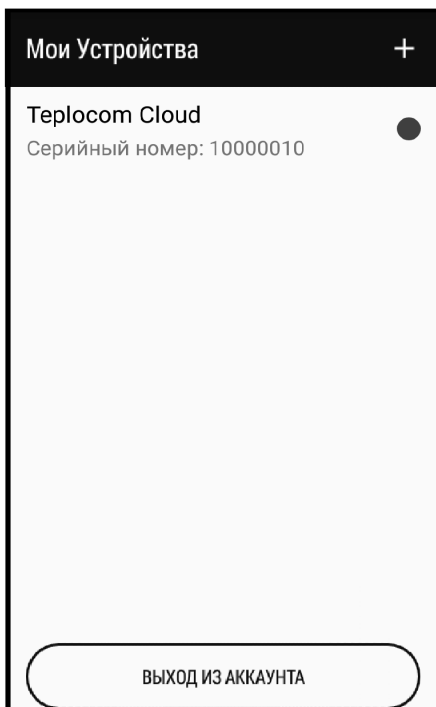 Мои Устройства +
Teplocom Cloud
Серийный номер: 10000010
ВЫХОД ИЗ АККАУНТА